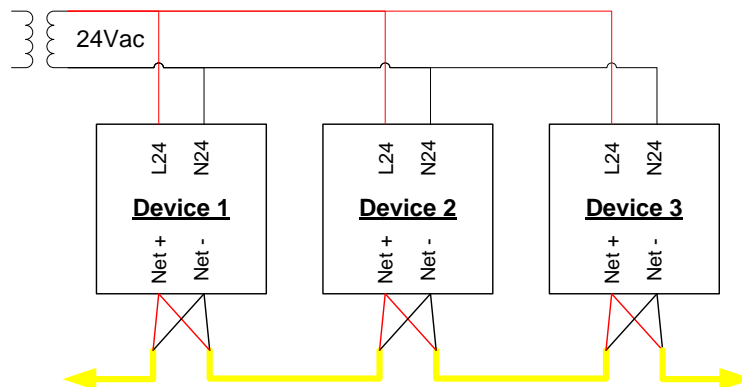 24Vac
L24 N24
Device 1
Net + Net -
L24 N24
Device 2
Net + Net -
L24 N24
Device 3
Net + Net -